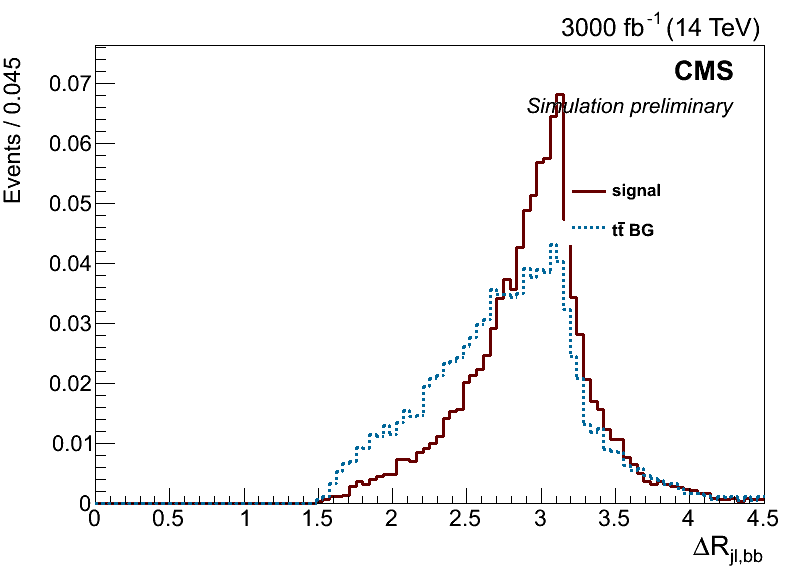 3000 fb-1 (14 TeV)
CMS
Simulation preliminary
signal
tt̄ BG
Events / 0.045
0.07
0.06
0.05
0.04
0.03
0.02
0.01
0
0 0.5 1 1.5 2 2.5 3 3.5 4 4.5
ΔRjl,bb